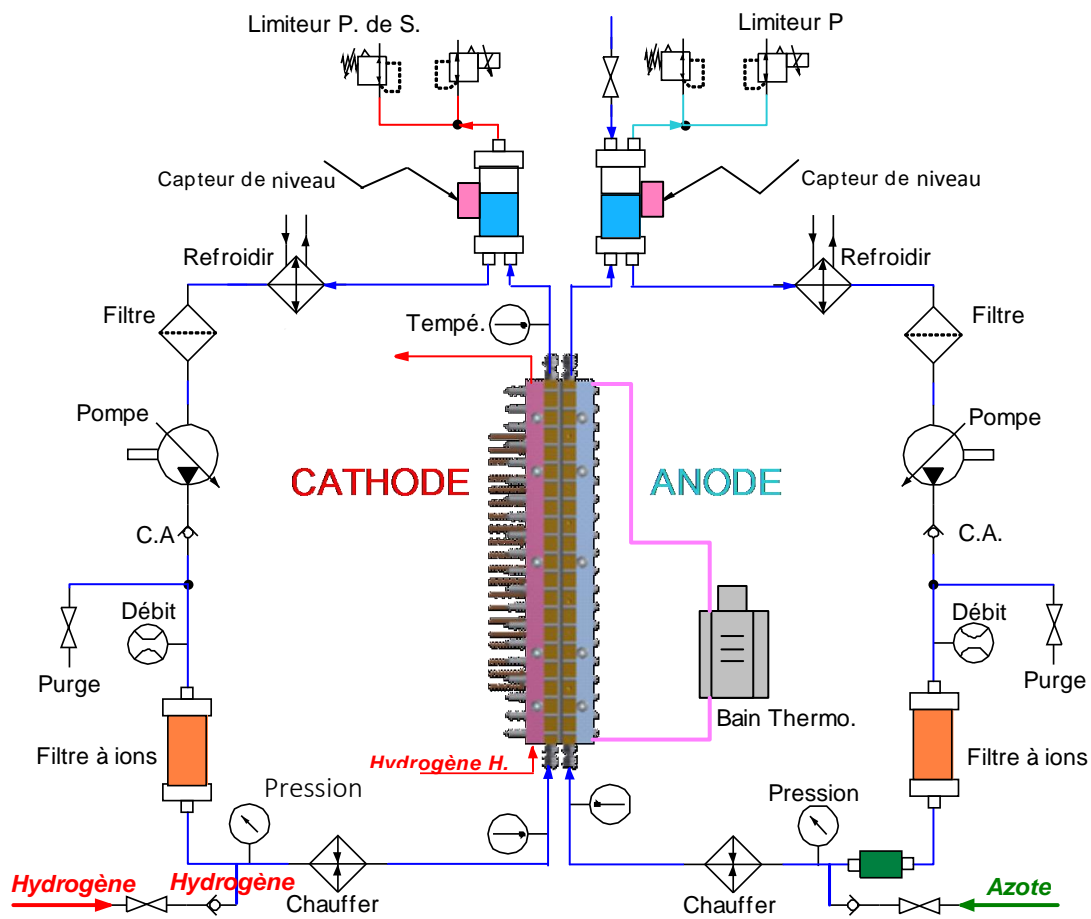 Limiteur P. de S.
Limiteur P
Capteur de niveau
Capteur de niveau
Refroidir
Refroidir
Filtre
Filtre
Tempé.
Pompe
Pompe
CATHODE
ANODE
C.A
C.A.
Débit
Débit
Purge
Purge
Bain Thermo.
Filtre à ions
Filtre à ions
Hydrogène H.
Pression
Pression
Hydrogène
Hydrogène
Chauffer
Chauffer
Azote